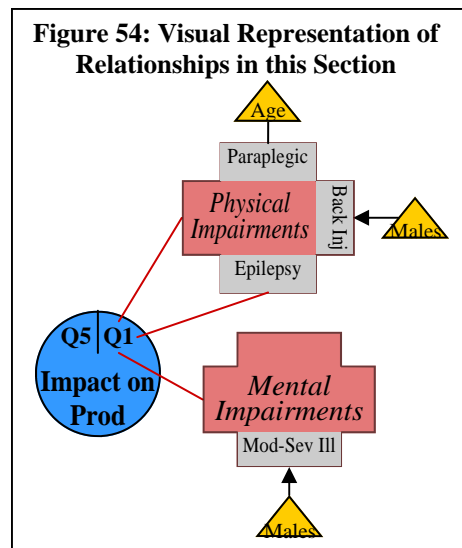 Figure 54: Visual Representation of
Relationships in this Section
Age
Paraplegic
Physical
Impairments
Back Inj
Males
Epilepsy
Q5 Q1
Impact on
Prod
Mental
Impairments
Mod-Sev Ill
Males